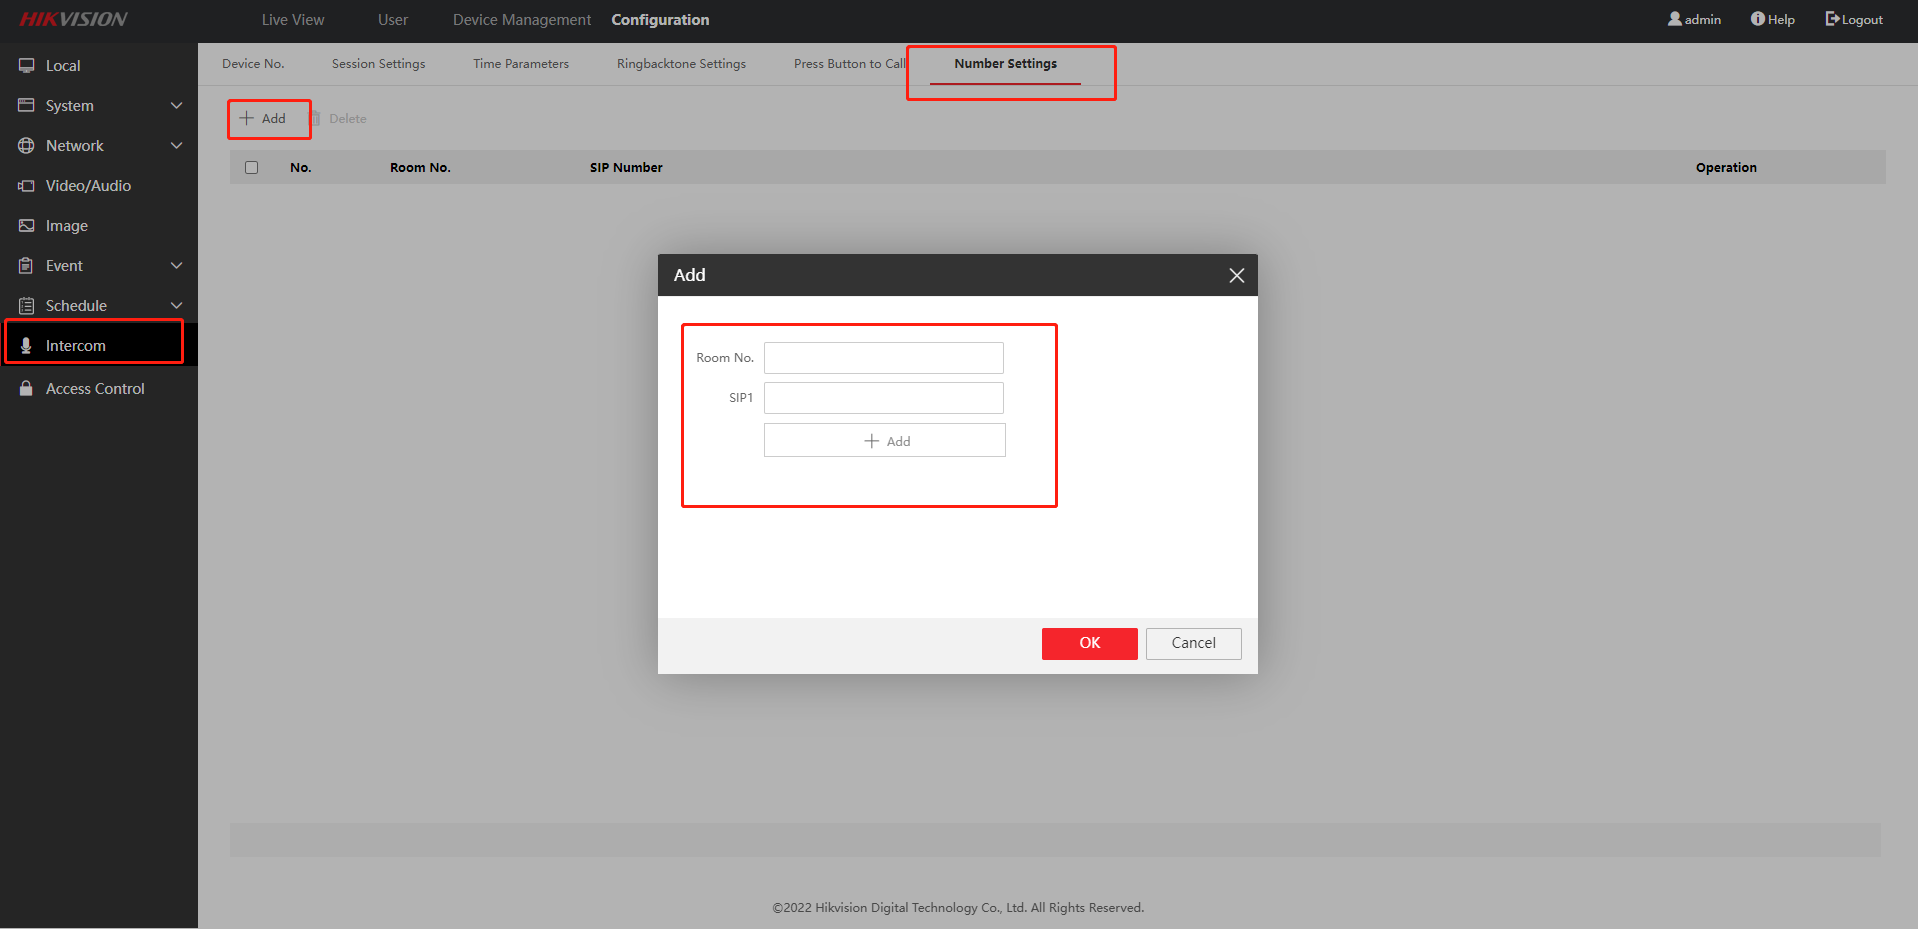 HIKVISION
Live View User Device Management Configuration admin Help Logout
Local
System
Network
Video/Audio
Image
Event
Schedule
Intercom
Access Control
Device No. Session Settings Time Parameters Ringbacktone Settings Press Button to Call Number Settings
Add Delete
No. Room No. SIP Number Operation
Add
Room No.
SIP1
Add
OK Cancel
©2022 Hikvision Digital Technology Co., Ltd. All Rights Reserved.